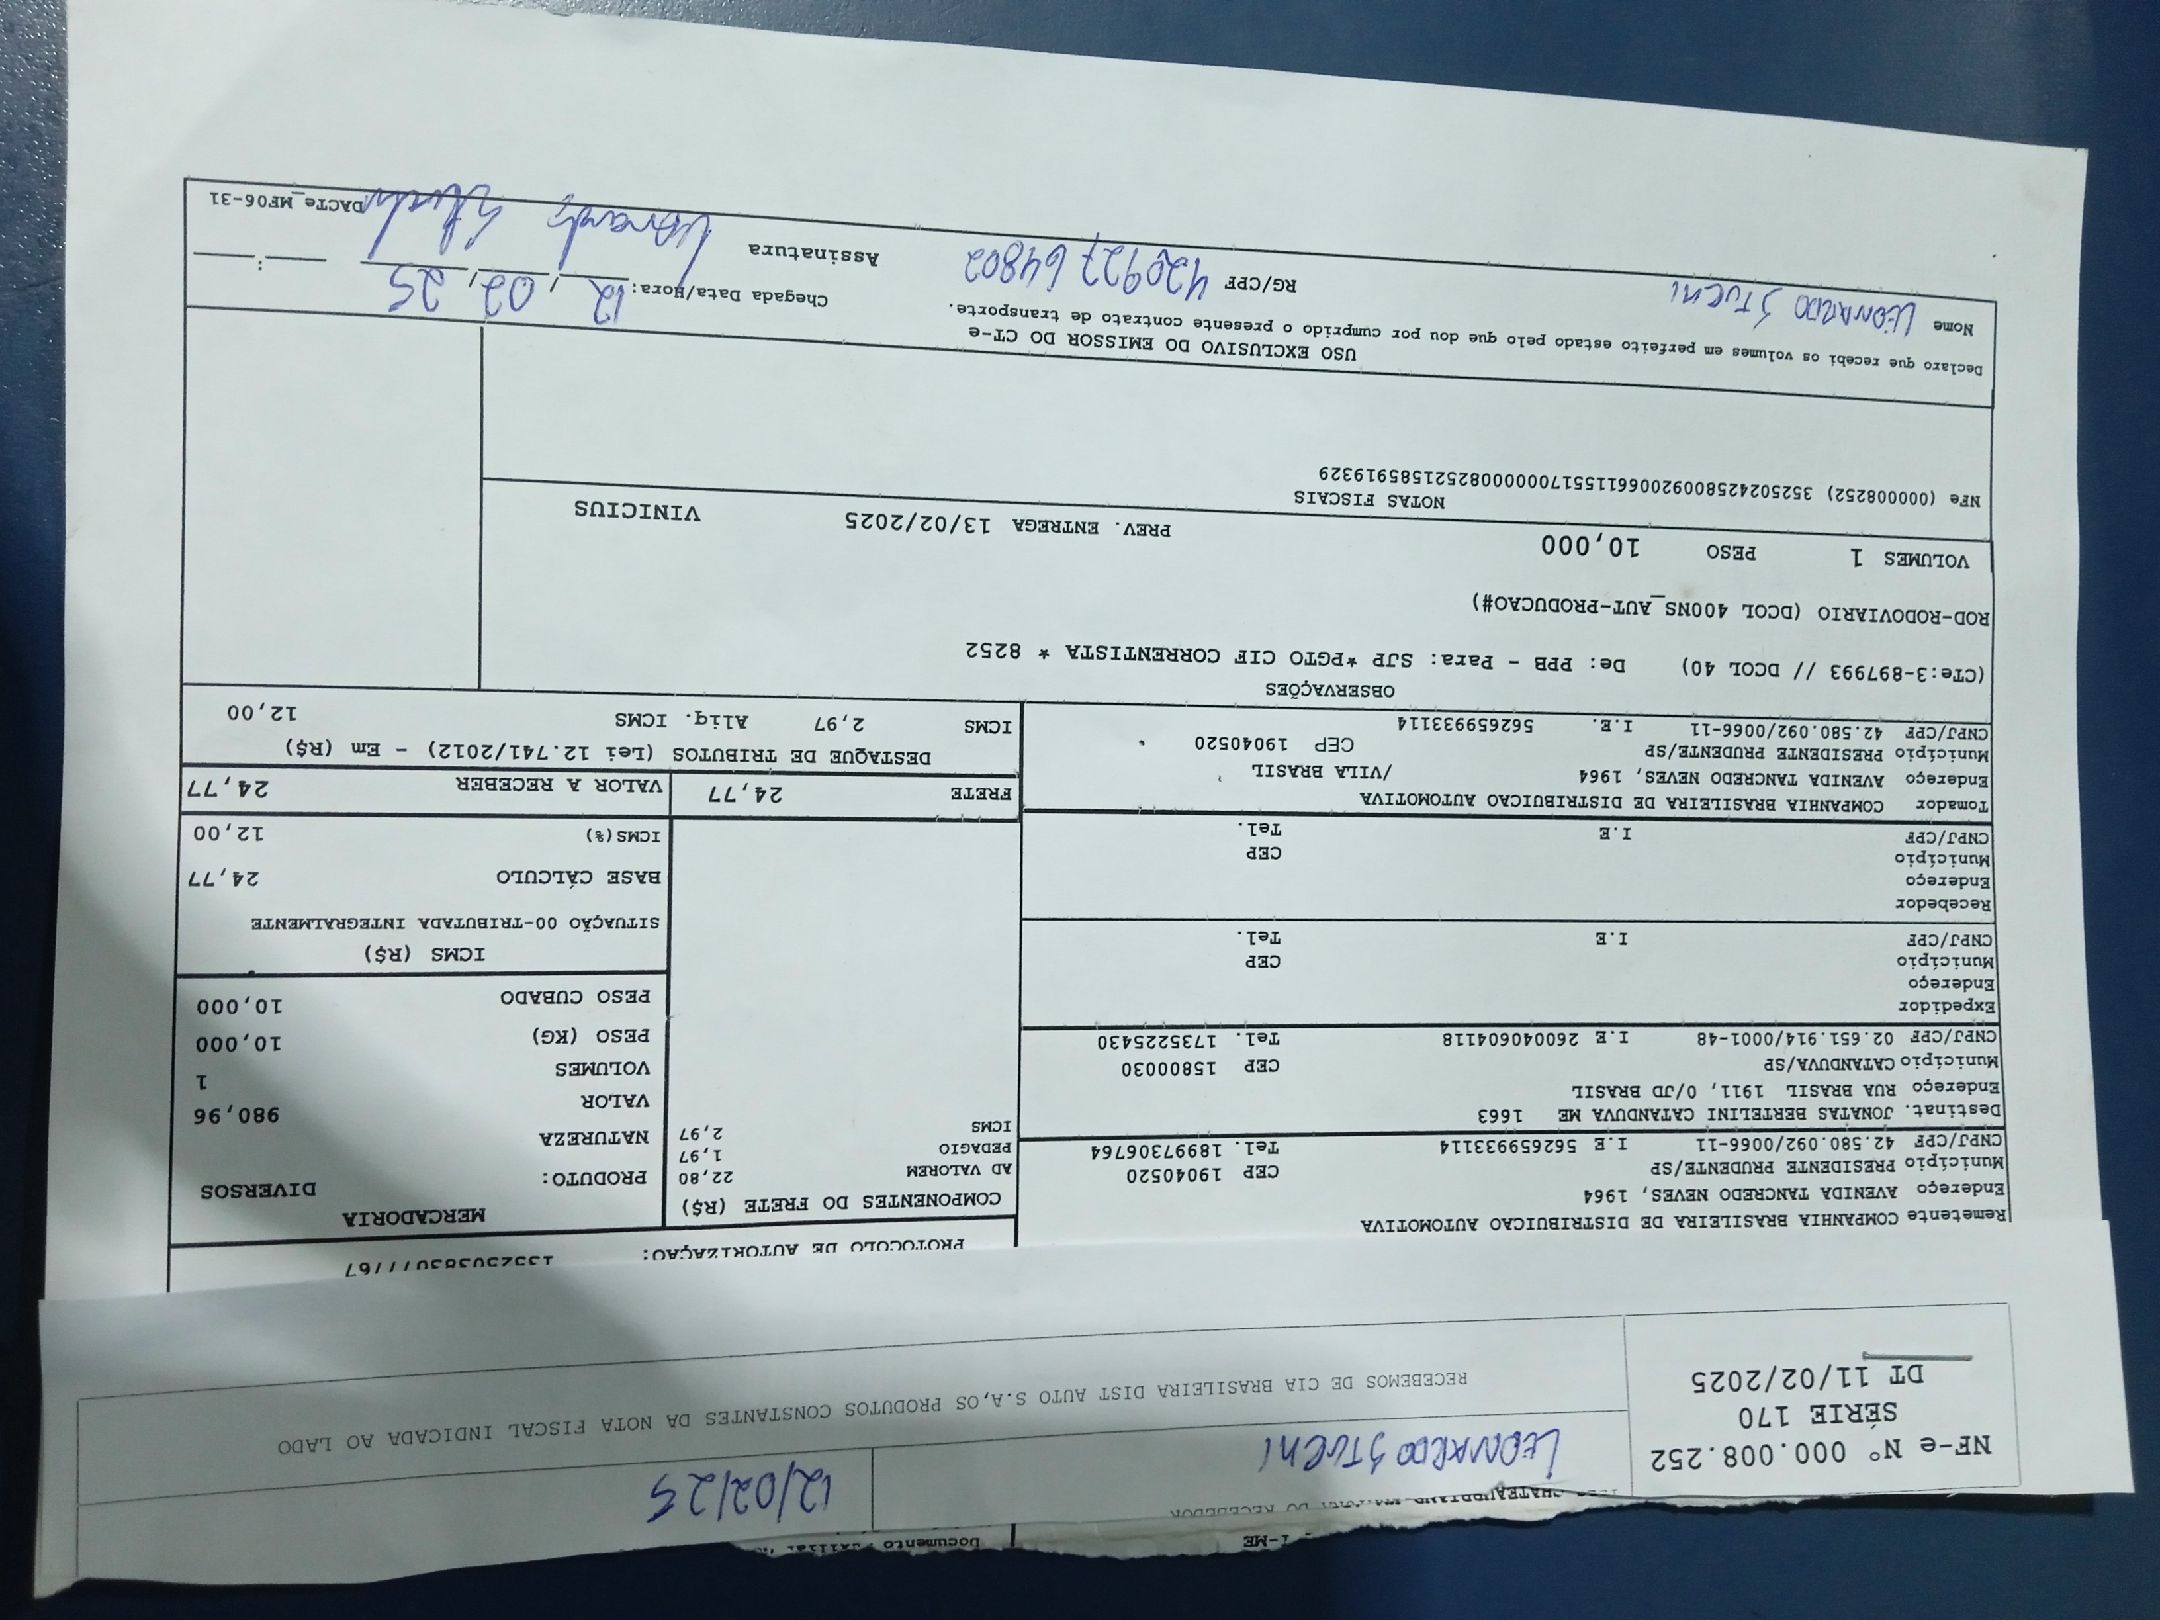 NF-e Nº 000.008.252
SÉRIE 170
DT 11/02/2025
LEONARDO STUCHI
12/02/25
RECEBEMOS DE CIA BRASILEIRA DIST AUTO S.A,OS PRODUTOS CONSTANTES DA NOTA FISCAL INDICADA AO LADO
PROTOCOLO DE AUTORIZAÇÃO:
Remetente COMPANHIA BRASILEIRA DE DISTRIBUICAO AUTOMOTIVA
Endereço AVENIDA TANCREDO NEVES, 1964
Município PRESIDENTE PRUDENTE/SP CEP 19040520
CNPJ/CPF 42.580.092/0066-11 I.E 562659933114 Tel. 18997306764
Destinat. JONATAS BERTELINI CATANDUVA ME 1663
Endereço RUA BRASIL 1911, 0/JD BRASIL
Município CATANDUVA/SP CEP 15800030
CNPJ/CPF 02.651.914/0001-48 I.E 260040604118 Tel. 1735225430
Expedidor
Endereço
Município CEP
CNPJ/CPF I.E Tel.
Recebedor
Endereço
Município CEP
CNPJ/CPF I.E Tel.
Tomador COMPANHIA BRASILEIRA DE DISTRIBUICAO AUTOMOTIVA
Endereço AVENIDA TANCREDO NEVES, 1964 /VILA BRASIL
Município PRESIDENTE PRUDENTE/SP CEP 19040520
CNPJ/CPF 42.580.092/0066-11 I.E. 562659933114
COMPONENTES DO FRETE (R$)
AD VALOREM 22,80
PEDAGIO 1,97
ICMS 2,97
FRETE 24,77
MERCADORIA
PRODUTO: DIVERSOS
NATUREZA
VALOR 980,96
VOLUMES 1
PESO (KG) 10,000
PESO CUBADO 10,000
ICMS (R$)
SITUAÇÃO 00-TRIBUTADA INTEGRALMENTE
BASE CÁLCULO 24,77
ICMS(%) 12,00
VALOR A RECEBER 24,77
DESTAQUE DE TRIBUTOS (Lei 12.741/2012) - Em (R$)
ICMS 2,97 Aliq. ICMS 12,00
OBSERVAÇÕES
(CTe:3-897993 // DCOL 40) De: PPB - Para: SJP *PGTO CIF CORRENTISTA * 8252
ROD-RODOVIARIO (DCOL 400NS_AUT-PRODUCAO#)
VOLUMES 1 PESO 10,000 PREV. ENTREGA 13/02/2025 VINICIUS
NOTAS FISCAIS
NFe (000008252) 35250242580092006611551700000082521585919329
USO EXCLUSIVO DO EMISSOR DO CT-e
Declaro que recebi os volumes em perfeito estado pelo que dou por cumprido o presente contrato de transporte.
Chegada Data/Hora: 12/02/25 __:__
Nome LEONARDO STUCHI RG/CPF 42092764802 Assinatura Leonardo Stuchi
DACTe_MF06-31